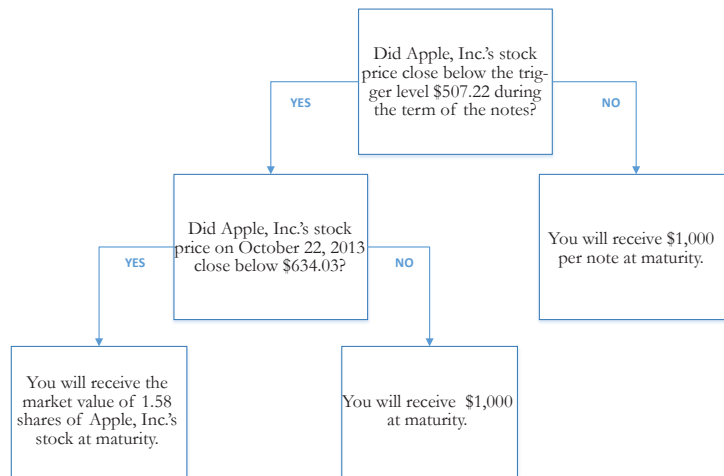 Did Apple, Inc.'s stock
price close below the trig-
ger level $507.22 during
the term of the notes?
YES
NO
Did Apple, Inc.'s stock
price on October 22, 2013
close below $634.03?
You will receive $1,000
per note at maturity.
YES
NO
You will receive the
market value of 1.58
shares of Apple, Inc.'s
stock at maturity.
You will receive $1,000
at maturity.